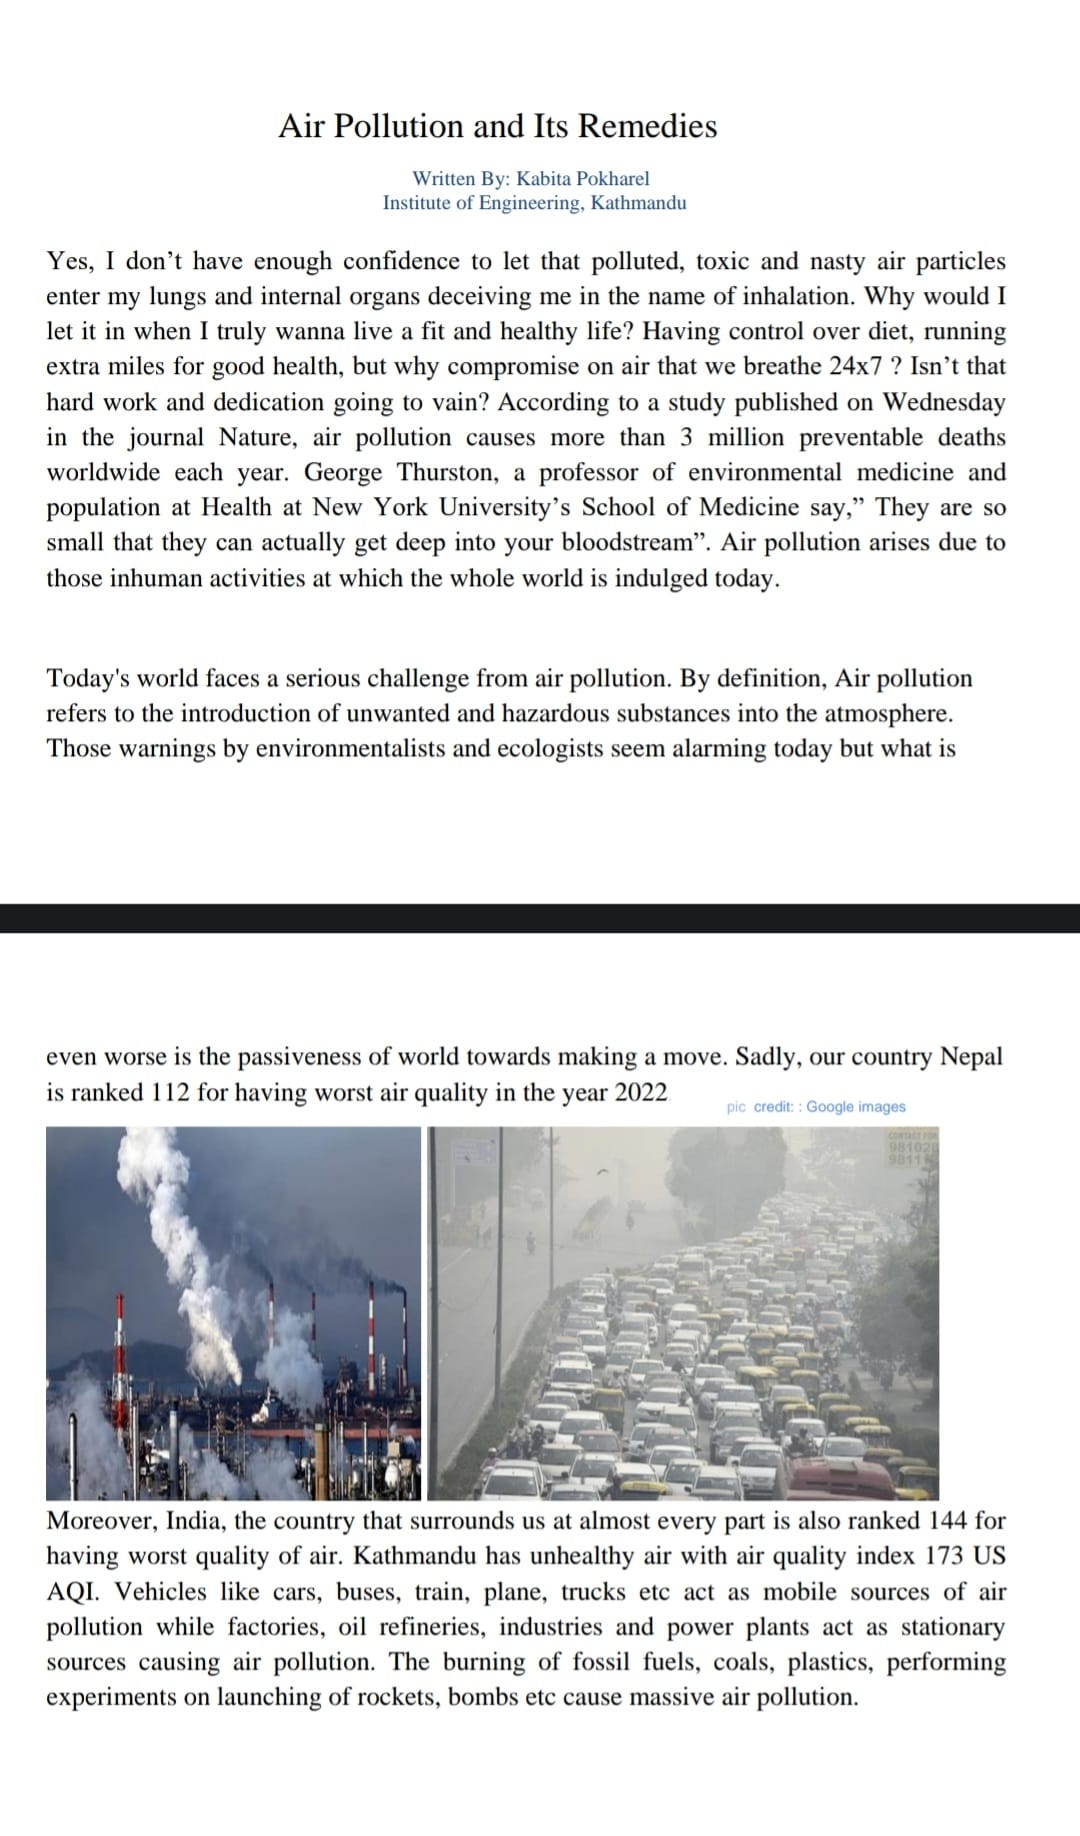 Air Pollution and Its Remedies
Written By: Kabita Pokharel
Institute of Engineering, Kathmandu
Yes, I don’t have enough confidence to let that polluted, toxic and nasty air particles
enter my lungs and internal organs deceiving me in the name of inhalation. Why would I
let it in when I truly wanna live a fit and healthy life? Having control over diet, running
extra miles for good health, but why compromise on air that we breathe 24x7 ? Isn’t that
hard work and dedication going to vain? According to a study published on Wednesday
in the journal Nature, air pollution causes more than 3 million preventable deaths
worldwide each year. George Thurston, a professor of environmental medicine and
population at Health at New York University’s School of Medicine say,” They are so
small that they can actually get deep into your bloodstream”. Air pollution arises due to
those inhuman activities at which the whole world is indulged today.
Today's world faces a serious challenge from air pollution. By definition, Air pollution
refers to the introduction of unwanted and hazardous substances into the atmosphere.
Those warnings by environmentalists and ecologists seem alarming today but what is
even worse is the passiveness of world towards making a move. Sadly, our country Nepal
is ranked 112 for having worst air quality in the year 2022.
pic credit: : Google images
CONTACT FOR
981028
9811
Moreover, India, the country that surrounds us at almost every part is also ranked 144 for
having worst quality of air. Kathmandu has unhealthy air with air quality index 173 US
AQI. Vehicles like cars, buses, train, plane, trucks etc act as mobile sources of air
pollution while factories, oil refineries, industries and power plants act as stationary
sources causing air pollution. The burning of fossil fuels, coals, plastics, performing
experiments on launching of rockets, bombs etc cause massive air pollution.